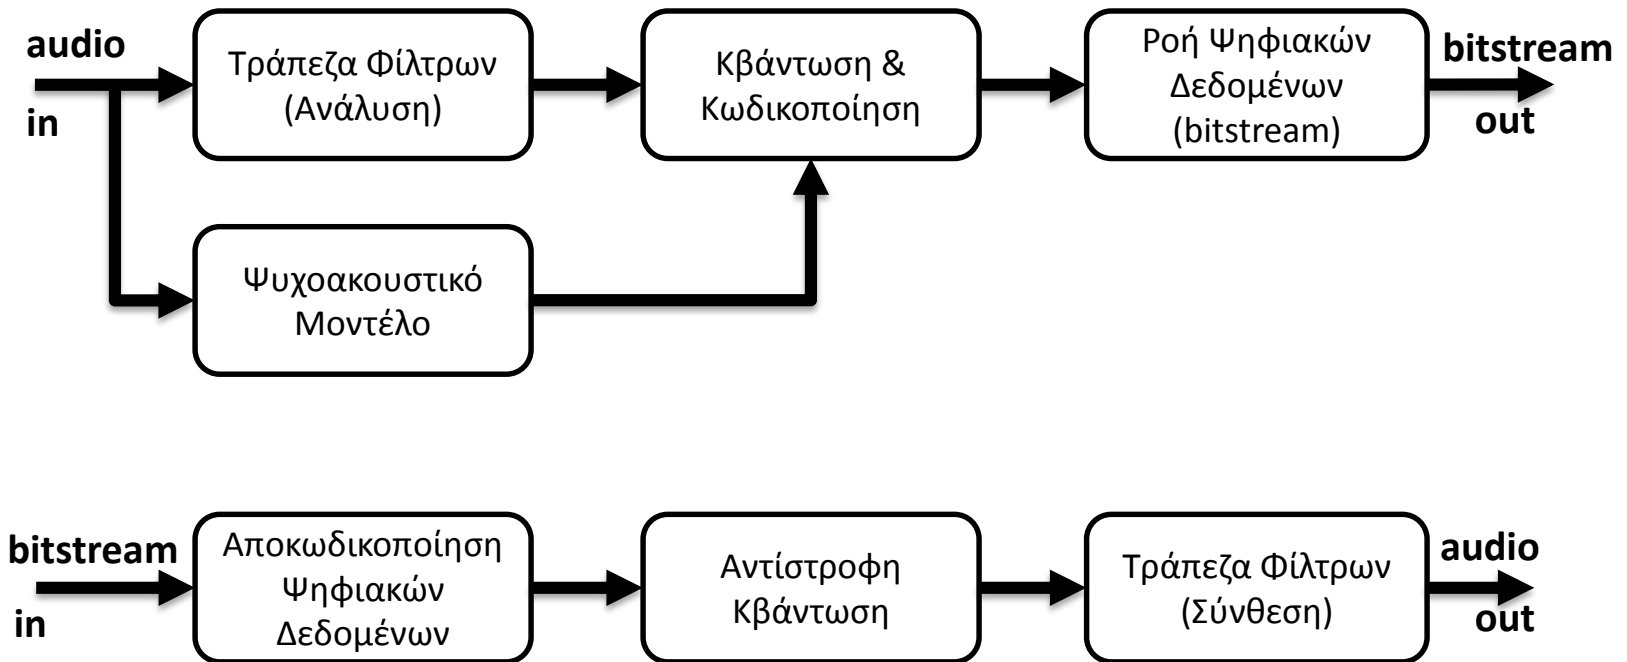 audio
in
Τράπεζα Φίλτρων
(Ανάλυση)
Κβάντωση &
Κωδικοποίηση
Ροή Ψηφιακών
Δεδομένων
(bitstream)
bitstream
out
Ψυχοακουστικό
Μοντέλο
bitstream
in
Αποκωδικοποίηση
Ψηφιακών
Δεδομένων
Αντίστροφη
Κβάντωση
Τράπεζα Φίλτρων
(Σύνθεση)
audio
out